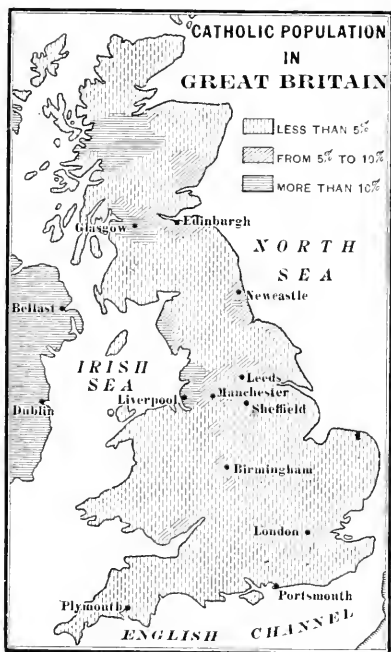 CATHOLIC POPULATION
IN
GREAT BRITAIN
LESS THAN 5%
FROM 5% TO 10%
MORE THAN 10%
Glasgow
Edinburgh
NORTH
SEA
Newcastle
Belfast
IRISH
SEA
Leeds
Manchester
Liverpool
Sheffield
Dublin
Birmingham
London
Portsmouth
Plymouth
ENGLISH CHANNEL